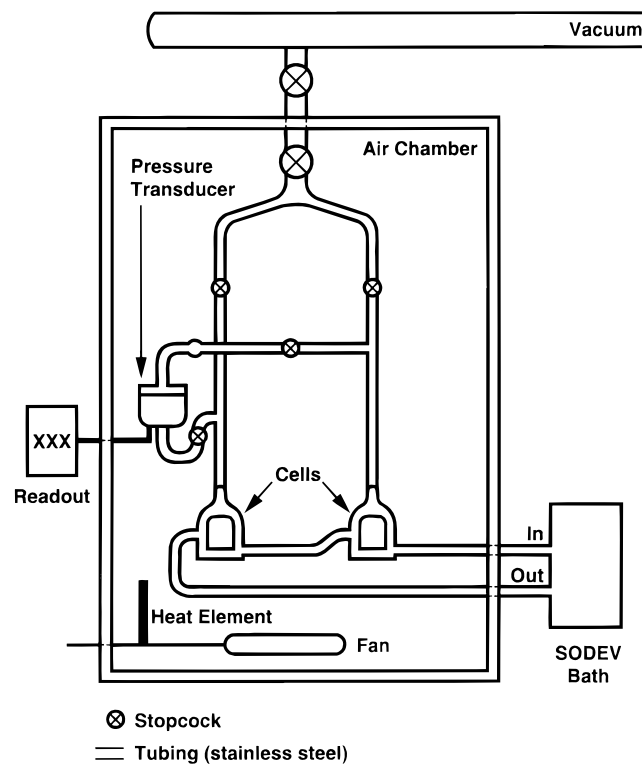 Vacuum
Air Chamber
Pressure
Transducer
XXX
Readout
Cells
In
Out
Heat Element
Fan
SODEV
Bath
Stopcock
Tubing (stainless steel)